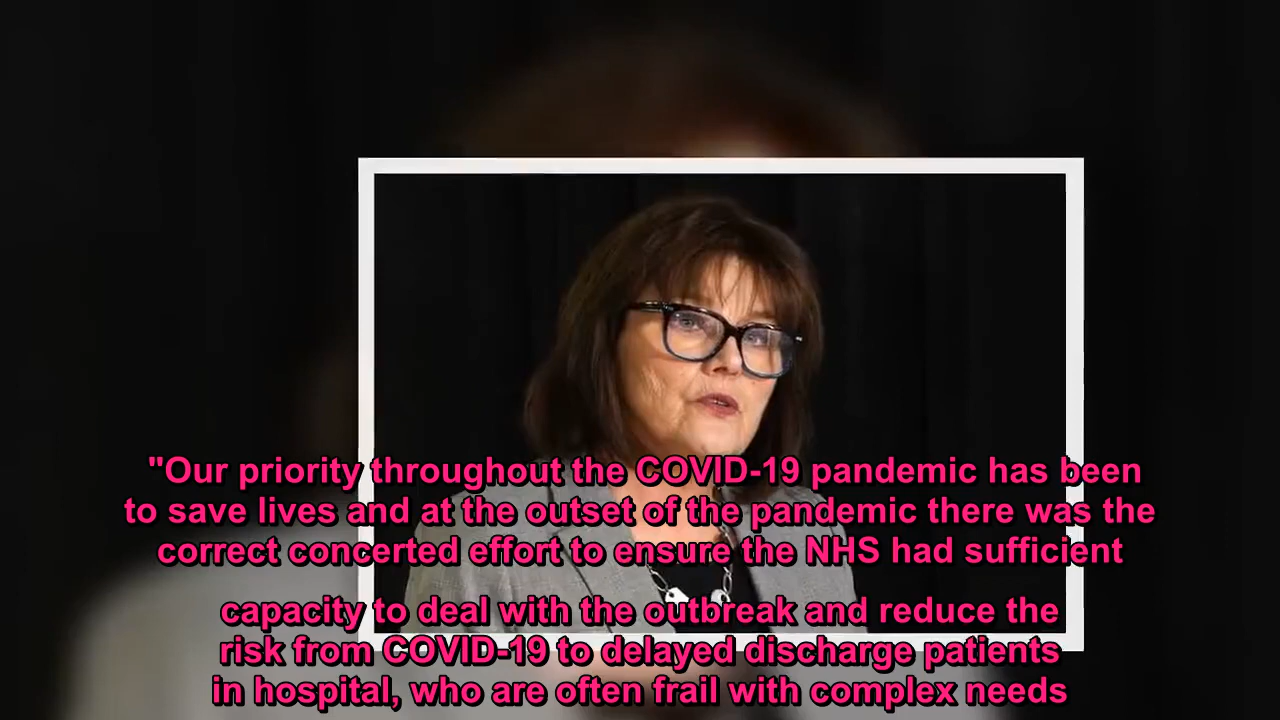 "Our priority throughout the COVID-19 pandemic has been
to save lives and at the outset of the pandemic there was the
correct concerted effort to ensure the NHS had sufficient
capacity to deal with the outbreak and reduce the
risk from COVID-19 to delayed discharge patients
in hospital, who are often frail with complex needs